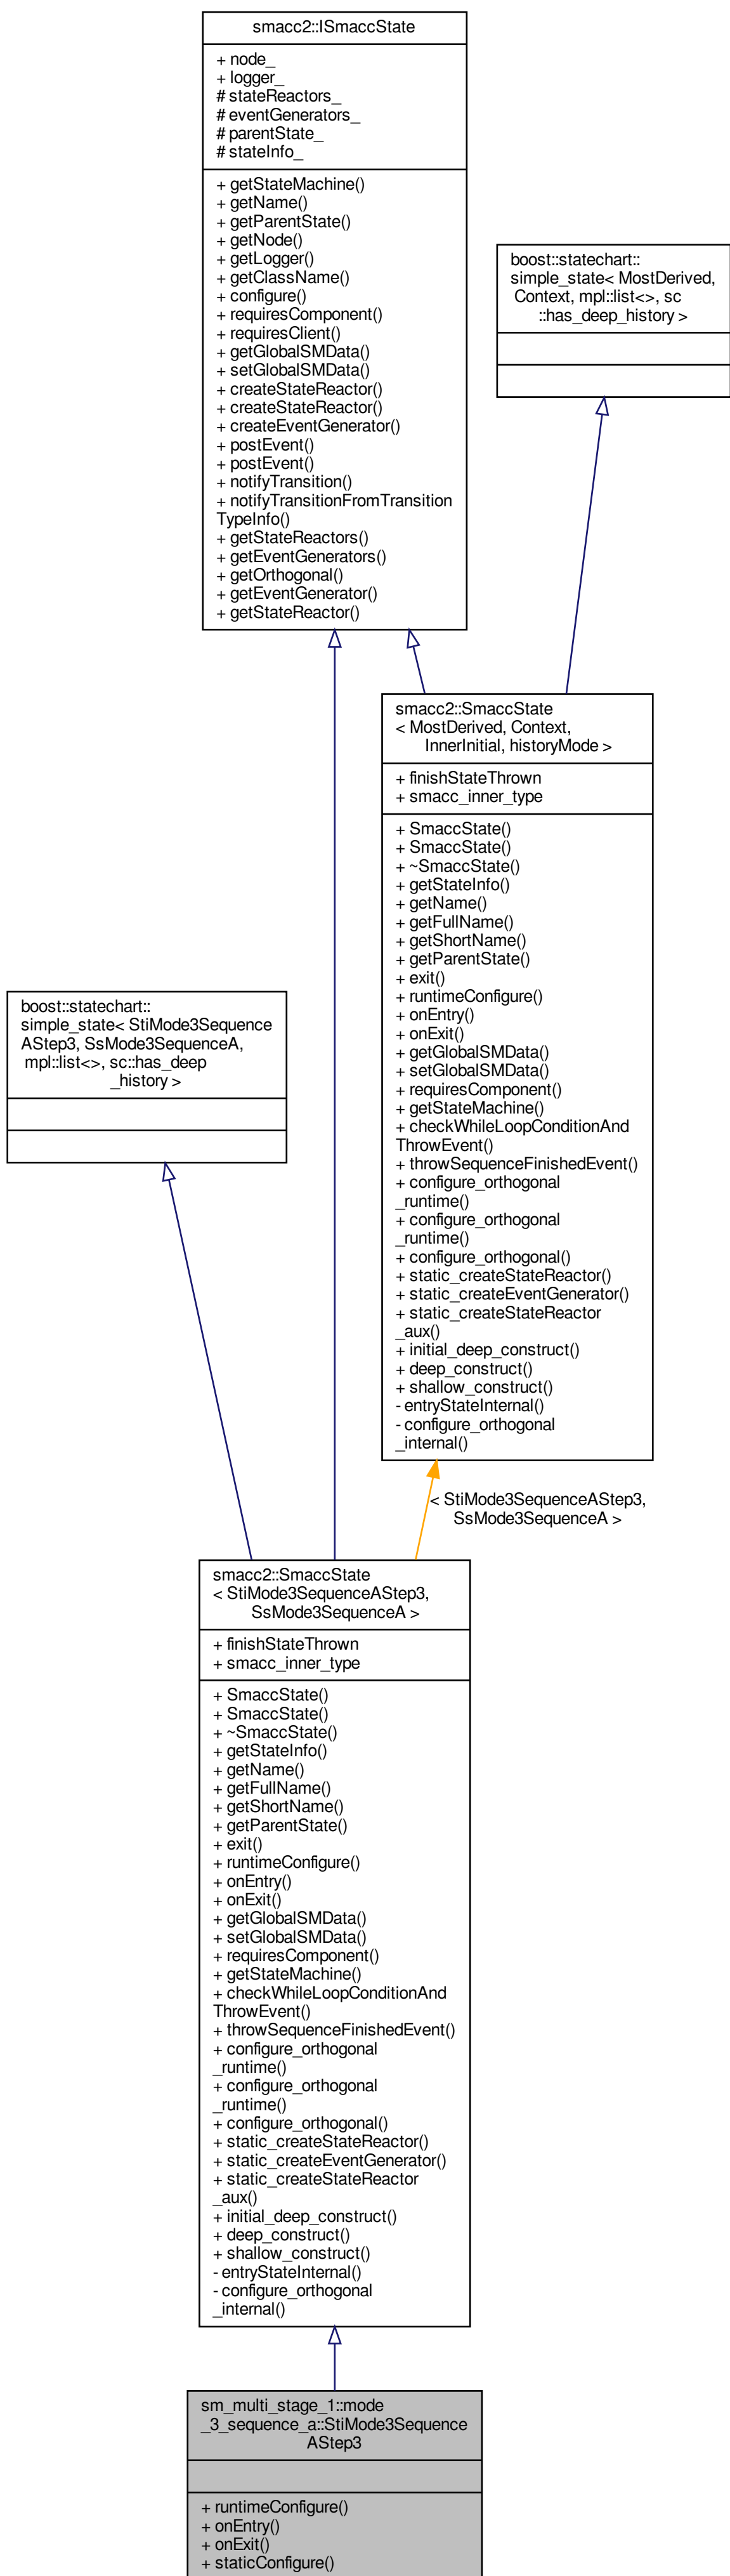 smacc2::ISmaccState
+ node_
+ logger_
# stateReactors_
# eventGenerators_
# parentState_
# stateInfo_
+ getStateMachine()
+ getName()
+ getParentState()
+ getNode()
+ getLogger()
+ getClassName()
+ configure()
+ requiresComponent()
+ requiresClient()
+ getGlobalSMData()
+ setGlobalSMData()
+ createStateReactor()
+ createStateReactor()
+ createEventGenerator()
+ postEvent()
+ postEvent()
+ notifyTransition()
+ notifyTransitionFromTransition
TypeInfo()
+ getStateReactors()
+ getEventGenerators()
+ getOrthogonal()
+ getEventGenerator()
+ getStateReactor()
boost::statechart::
simple_state< MostDerived,
Context, mpl::list<>, sc
::has_deep_history >
smacc2::SmaccState
< MostDerived, Context,
InnerInitial, historyMode >
+ finishStateThrown
+ smacc_inner_type
+ SmaccState()
+ SmaccState()
+ ~SmaccState()
+ getStateInfo()
+ getName()
+ getFullName()
+ getShortName()
+ getParentState()
+ exit()
+ runtimeConfigure()
+ onEntry()
+ onExit()
+ getGlobalSMData()
+ setGlobalSMData()
+ requiresComponent()
+ getStateMachine()
+ checkWhileLoopConditionAnd
ThrowEvent()
+ throwSequenceFinishedEvent()
+ configure_orthogonal
_runtime()
+ configure_orthogonal
_runtime()
+ configure_orthogonal()
+ static_createStateReactor()
+ static_createEventGenerator()
+ static_createStateReactor
_aux()
+ initial_deep_construct()
+ deep_construct()
+ shallow_construct()
- entryStateInternal()
- configure_orthogonal
_internal()
boost::statechart::
simple_state< StiMode3Sequence
AStep3, SsMode3SequenceA,
mpl::list<>, sc::has_deep
_history >
< StiMode3SequenceAStep3,
SsMode3SequenceA >
smacc2::SmaccState
< StiMode3SequenceAStep3,
SsMode3SequenceA >
+ finishStateThrown
+ smacc_inner_type
+ SmaccState()
+ SmaccState()
+ ~SmaccState()
+ getStateInfo()
+ getName()
+ getFullName()
+ getShortName()
+ getParentState()
+ exit()
+ runtimeConfigure()
+ onEntry()
+ onExit()
+ getGlobalSMData()
+ setGlobalSMData()
+ requiresComponent()
+ getStateMachine()
+ checkWhileLoopConditionAnd
ThrowEvent()
+ throwSequenceFinishedEvent()
+ configure_orthogonal
_runtime()
+ configure_orthogonal
_runtime()
+ configure_orthogonal()
+ static_createStateReactor()
+ static_createEventGenerator()
+ static_createStateReactor
_aux()
+ initial_deep_construct()
+ deep_construct()
+ shallow_construct()
- entryStateInternal()
- configure_orthogonal
_internal()
sm_multi_stage_1::mode
_3_sequence_a::StiMode3Sequence
AStep3
+ runtimeConfigure()
+ onEntry()
+ onExit()
+ staticConfigure()